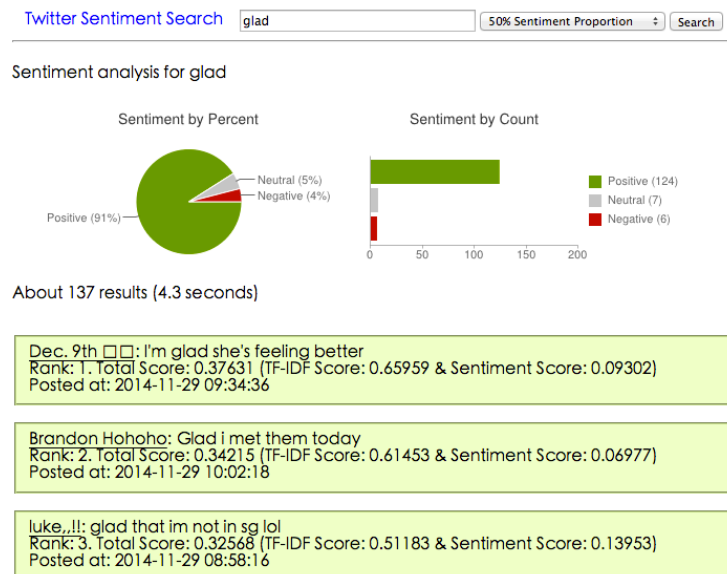 Twitter Sentiment Search glad 50% Sentiment Proportion Search
Sentiment analysis for glad
Sentiment by Percent
Neutral (5%)
Negative (4%)
Positive (91%)
Sentiment by Count
Positive (124)
Neutral (7)
Negative (6)
0 50 100 150 200
About 137 results (4.3 seconds)
Dec. 9th □□: I'm glad she's feeling better
Rank: 1. Total Score: 0.37631 (TF-IDF Score: 0.65959 & Sentiment Score: 0.09302)
Posted at: 2014-11-29 09:34:36
Brandon Hohoho: Glad i met them today
Rank: 2. Total Score: 0.34215 (TF-IDF Score: 0.61453 & Sentiment Score: 0.06977)
Posted at: 2014-11-29 10:02:18
luke,,!!: glad that im not in sg lol
Rank: 3. Total Score: 0.32568 (TF-IDF Score: 0.51183 & Sentiment Score: 0.13953)
Posted at: 2014-11-29 08:58:16